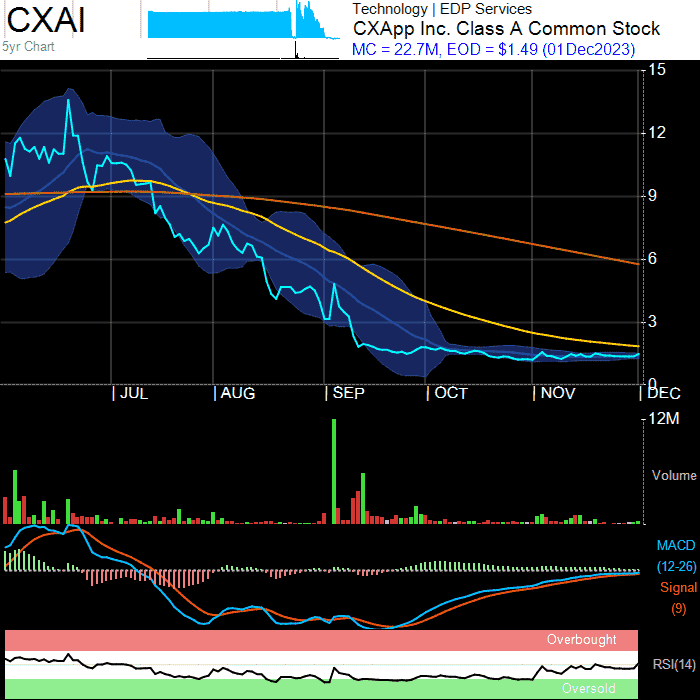 CXAI
5yr Chart
Technology | EDP Services
CXApp Inc. Class A Common Stock
MC = 22.7M, EOD = $1.49 (01Dec2023)
15
12
9
6
3
0
| JUL | AUG | SEP | OCT | NOV | DEC
12M
Volume
MACD
(12-26)
Signal
(9)
Overbought
RSI(14)
Oversold